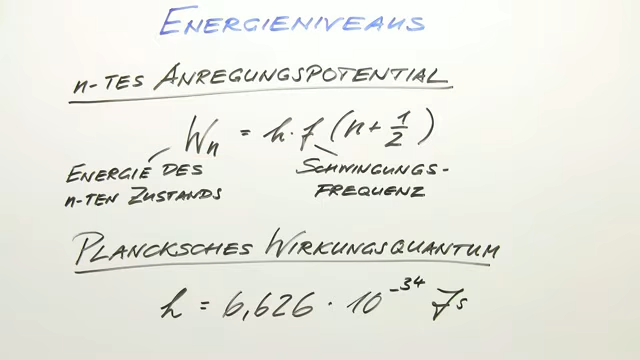 ENERGIENIVEAUS
n-TES ANREGUNGSPOTENTIAL
Wn = h · f (n + 1/2)
ENERGIE DES
n-TEN ZUSTANDS
SCHWINGUNGS-
FREQUENZ
PLANCKSCHES WIRKUNGSQUANTUM
h = 6,626 · 10^-34 Js